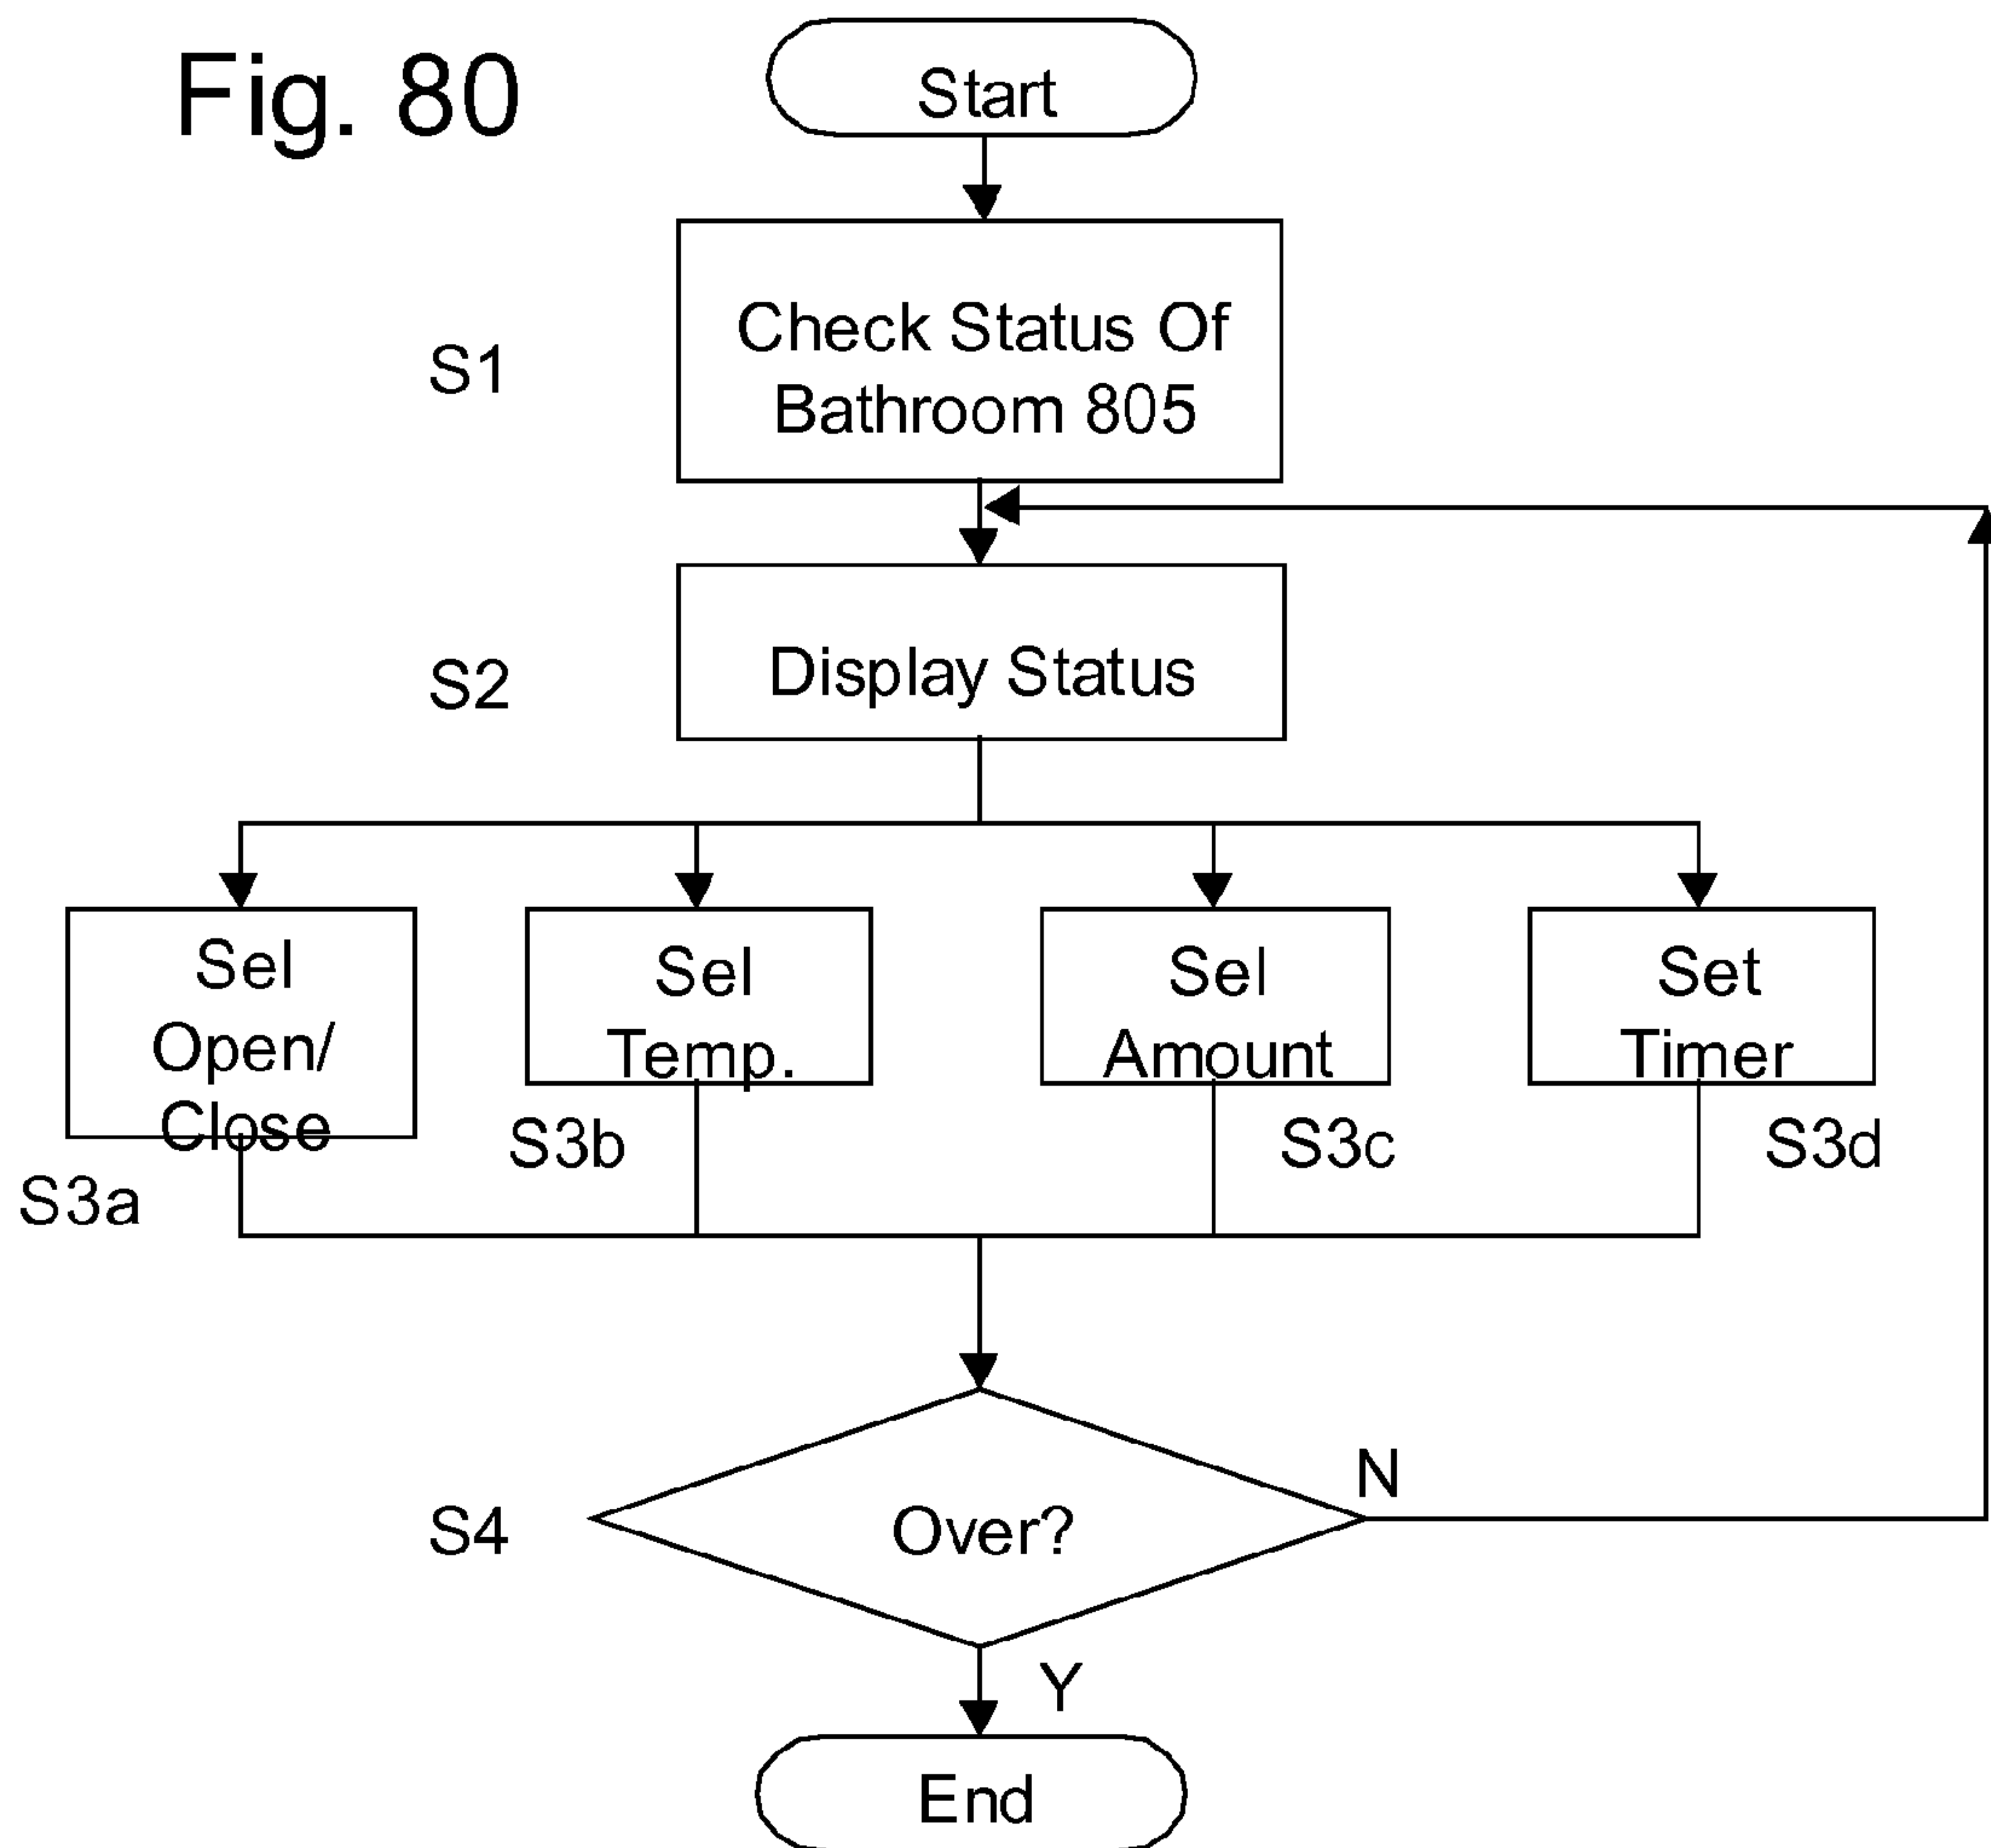 Fig. 80
Start
S1
Check Status Of
Bathroom 805
S2
Display Status
Sel
Open/
Close
S3a
Sel
Temp.
S3b
Sel
Amount
S3c
Set
Timer
S3d
S4
Over?
N
Y
End